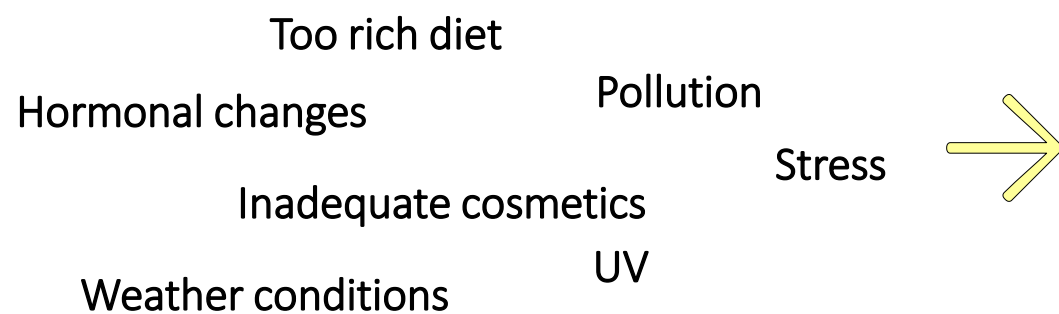 Too rich diet
Pollution
Hormonal changes
Stress
Inadequate cosmetics
UV
Weather conditions